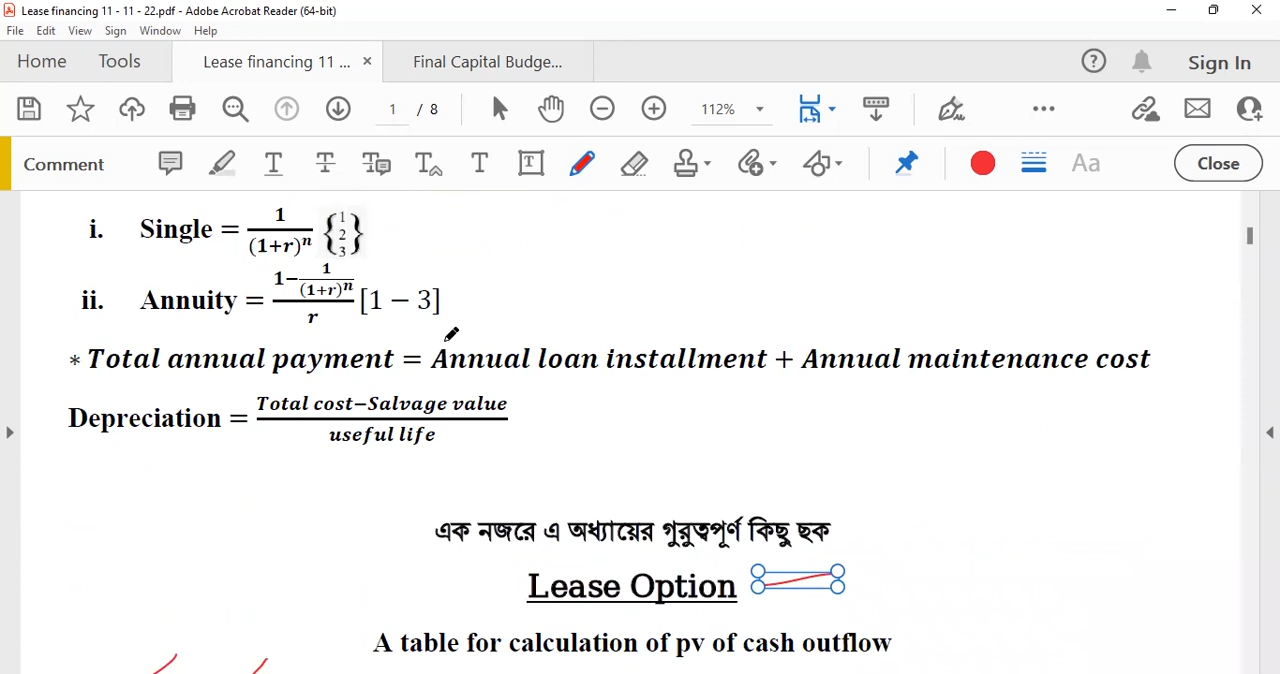 Lease financing 11 - 11 - 22.pdf - Adobe Acrobat Reader (64-bit)
File Edit View Sign Window Help
Home Tools Lease financing 11 ... × Final Capital Budge... Sign In
1 / 8 112%
Comment Aa Close
i. Single = 1/(1+r)^n {1 2 3}
ii. Annuity = (1−1/(1+r)^n)/r [1 − 3]
* Total annual payment = Annual loan installment + Annual maintenance cost
Depreciation = Total cost−Salvage value / useful life
এক নজরে এ অধ্যায়ের গুরুত্বপূর্ণ কিছু ছক
Lease Option
A table for calculation of pv of cash outflow